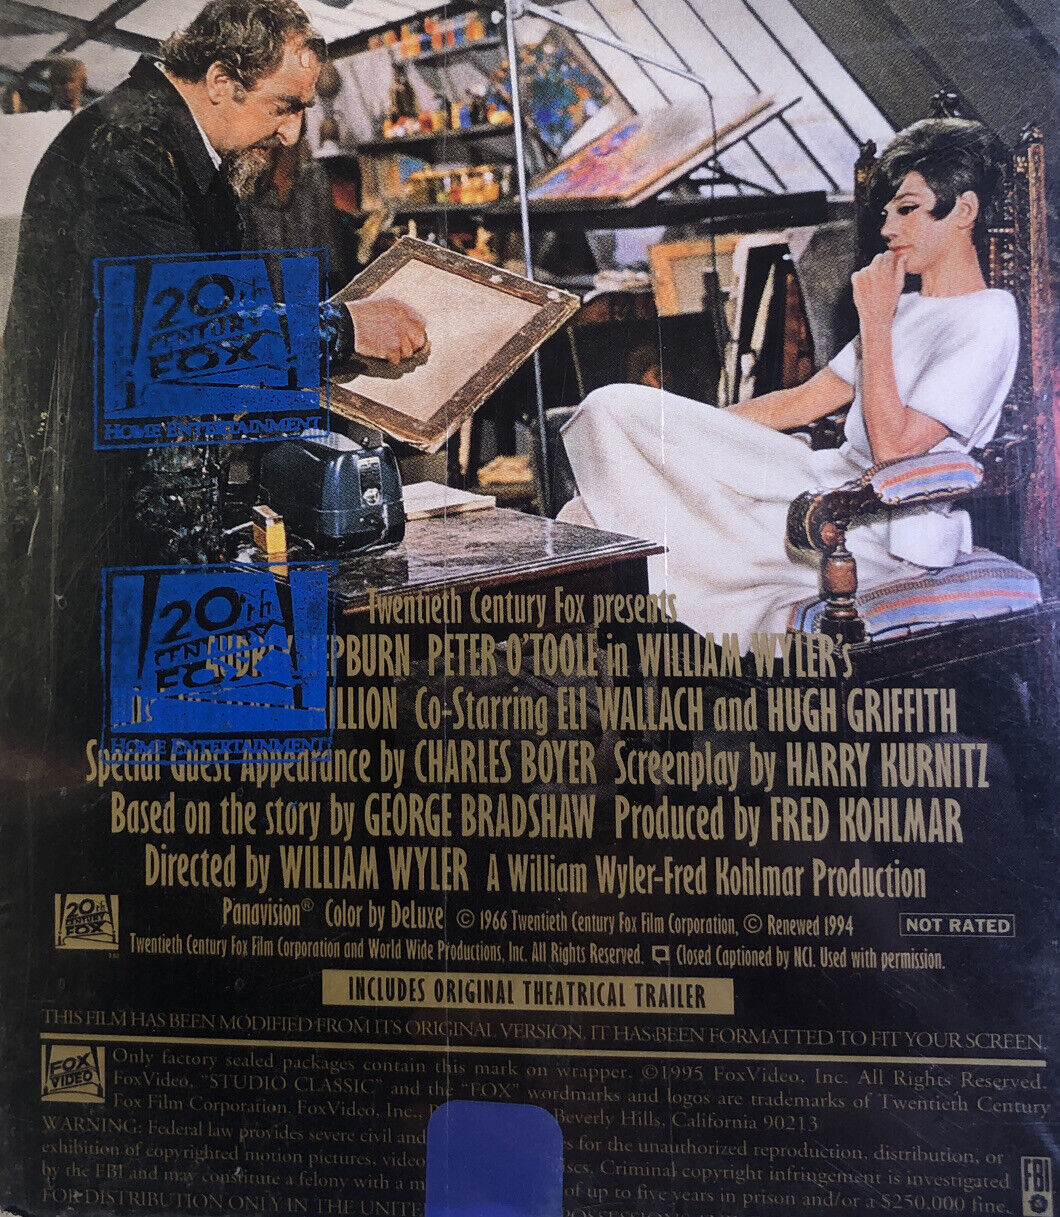 20th
CENTURY
FOX
HOME ENTERTAINMENT
20th
CENTURY
FOX
HOME ENTERTAINMENT
Twentieth Century Fox presents
HEPBURN PETER O'TOOLE in WILLIAM WYLER'S
MILLION Co-Starring ELI WALLACH and HUGH GRIFFITH
Special Guest Appearance by CHARLES BOYER Screenplay by HARRY KURNITZ
Based on the story by GEORGE BRADSHAW Produced by FRED KOHLMAR
Directed by WILLIAM WYLER A William Wyler-Fred Kohlmar Production
Panavision® Color by DeLuxe © 1966 Twentieth Century Fox Film Corporation, © Renewed 1994 NOT RATED
20th CENTURY FOX
Twentieth Century Fox Film Corporation and World Wide Productions, Inc. All Rights Reserved. Closed Captioned by NCI. Used with permission.
INCLUDES ORIGINAL THEATRICAL TRAILER
THIS FILM HAS BEEN MODIFIED FROM ITS ORIGINAL VERSION. IT HAS BEEN FORMATTED TO FIT YOUR SCREEN.
FOX VIDEO
Only factory sealed packages contain this mark on wrapper. ©1995 FoxVideo, Inc. All Rights Reserved.
FoxVideo, "STUDIO CLASSIC" and the "FOX" wordmarks and logos are trademarks of Twentieth Century
Fox Film Corporation. FoxVideo, Inc., Beverly Hills, California 90213
WARNING: Federal law provides severe civil and for the unauthorized reproduction, distribution, or
exhibition of copyrighted motion pictures, video Criminal copyright infringement is investigated
by the FBI and may constitute a felony with a of up to five years in prison and/or a $250,000 fine.
FOR DISTRIBUTION ONLY IN THE
FBI